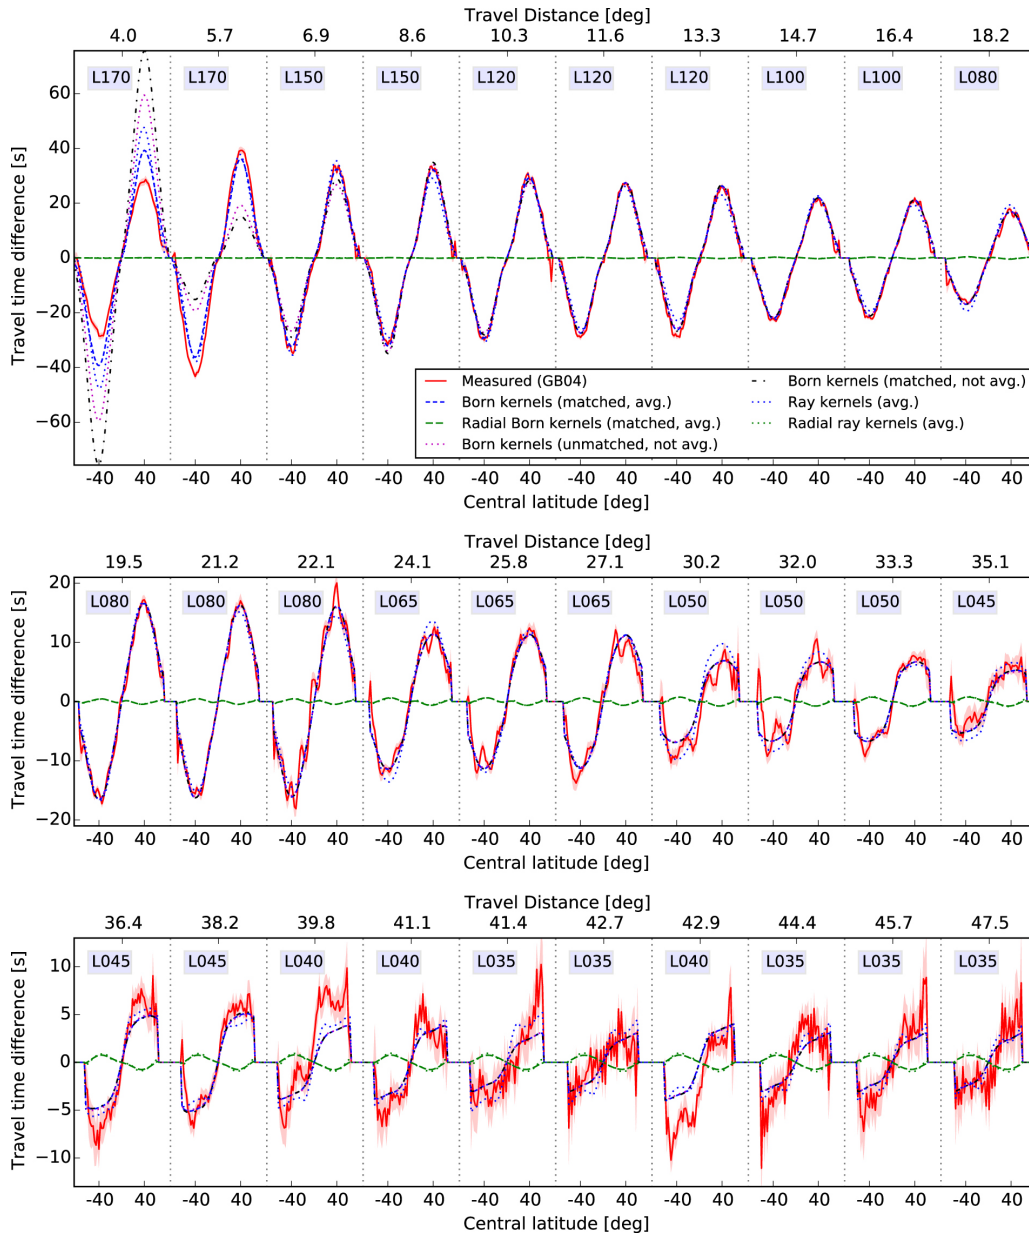 Travel Distance [deg]
4.0 5.7 6.9 8.6 10.3 11.6 13.3 14.7 16.4 18.2
L170 L170 L150 L150 L120 L120 L120 L100 L100 L080
Travel time difference [s]
60
40
20
0
−20
−40
−60
Measured (GB04)
Born kernels (matched, avg.)
Radial Born kernels (matched, avg.)
Born kernels (unmatched, not avg.)
Born kernels (matched, not avg.)
Ray kernels (avg.)
Radial ray kernels (avg.)
-40 40 -40 40 -40 40 -40 40 -40 40 -40 40 -40 40 -40 40 -40 40 -40 40
Central latitude [deg]
Travel Distance [deg]
19.5 21.2 22.1 24.1 25.8 27.1 30.2 32.0 33.3 35.1
L080 L080 L080 L065 L065 L065 L050 L050 L050 L045
Travel time difference [s]
20
10
0
−10
−20
-40 40 -40 40 -40 40 -40 40 -40 40 -40 40 -40 40 -40 40 -40 40 -40 40
Central latitude [deg]
Travel Distance [deg]
36.4 38.2 39.8 41.1 41.4 42.7 42.9 44.4 45.7 47.5
L045 L045 L040 L040 L035 L035 L040 L035 L035 L035
Travel time difference [s]
10
5
0
−5
−10
-40 40 -40 40 -40 40 -40 40 -40 40 -40 40 -40 40 -40 40 -40 40 -40 40
Central latitude [deg]